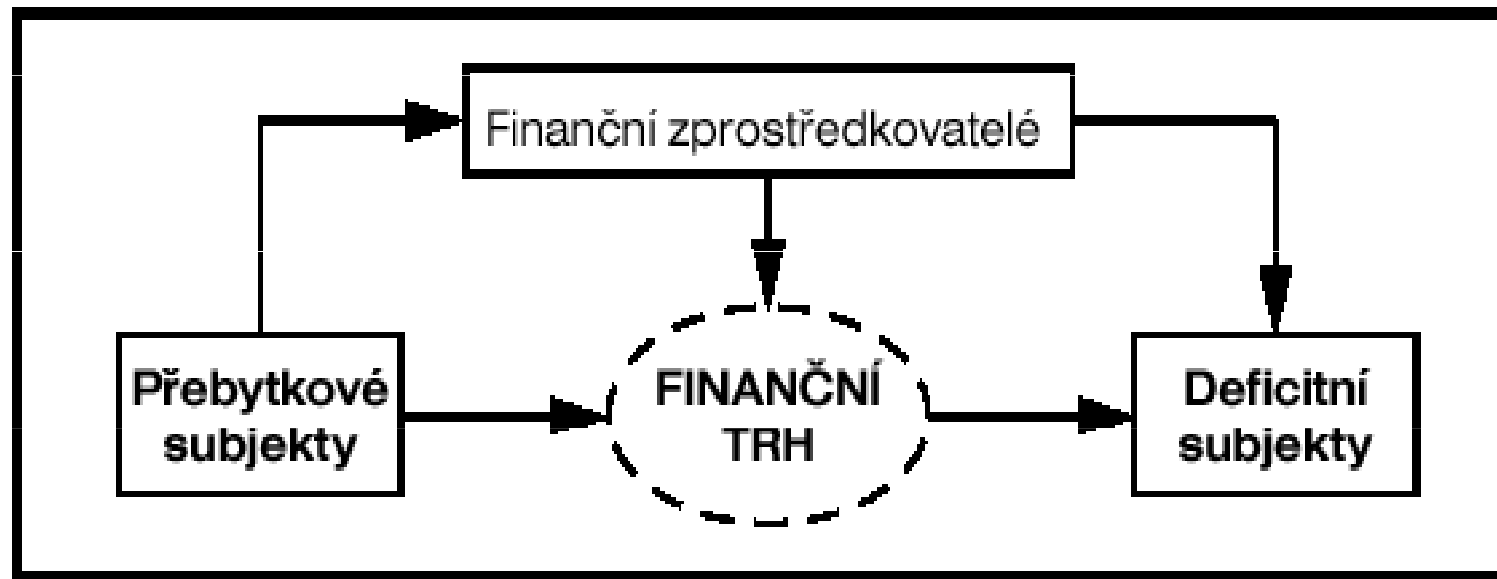 Finanční zprostředkovatelé
Přebytkové
subjekty
FINANČNÍ
TRH
Deficitní
subjekty